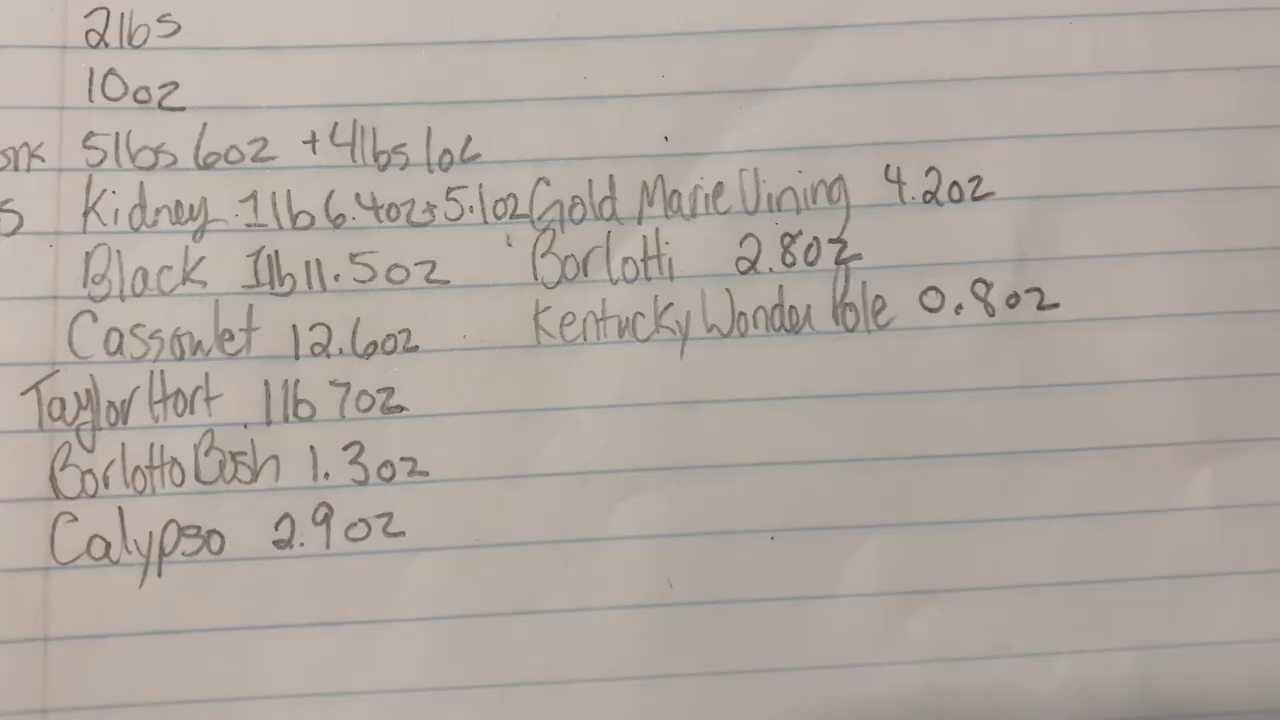 2lbs
10oz
5lbs 6oz + 4lbs
Kidney 1lb 6.4oz + 5.1oz Gold Marie Vining 4.2oz
Black 1lb 11.5oz Borlotti 2.8oz
Cassoulet 12.6oz Kentucky Wonder Pole 0.8oz
Taylor Hort 1lb 7oz
Borlotto Bush 1.3oz
Calypso 2.9oz